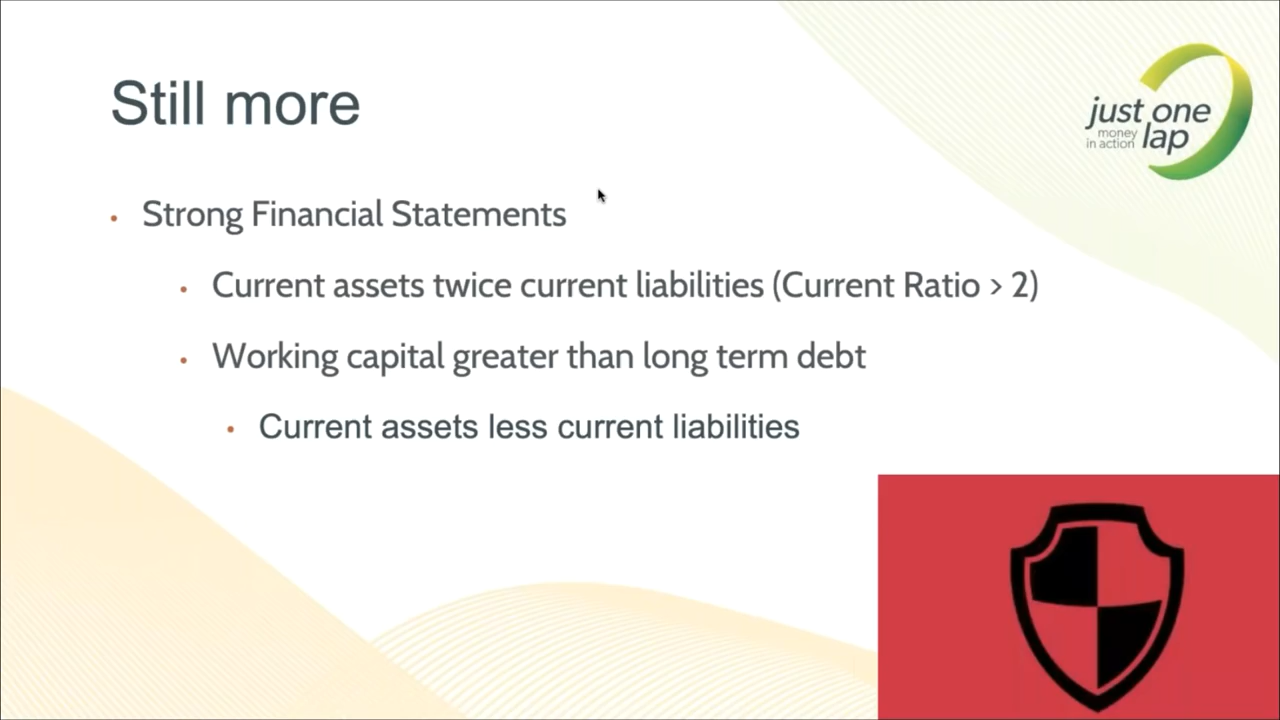 Still more
just one
money
in action lap
• Strong Financial Statements
• Current assets twice current liabilities (Current Ratio > 2)
• Working capital greater than long term debt
• Current assets less current liabilities